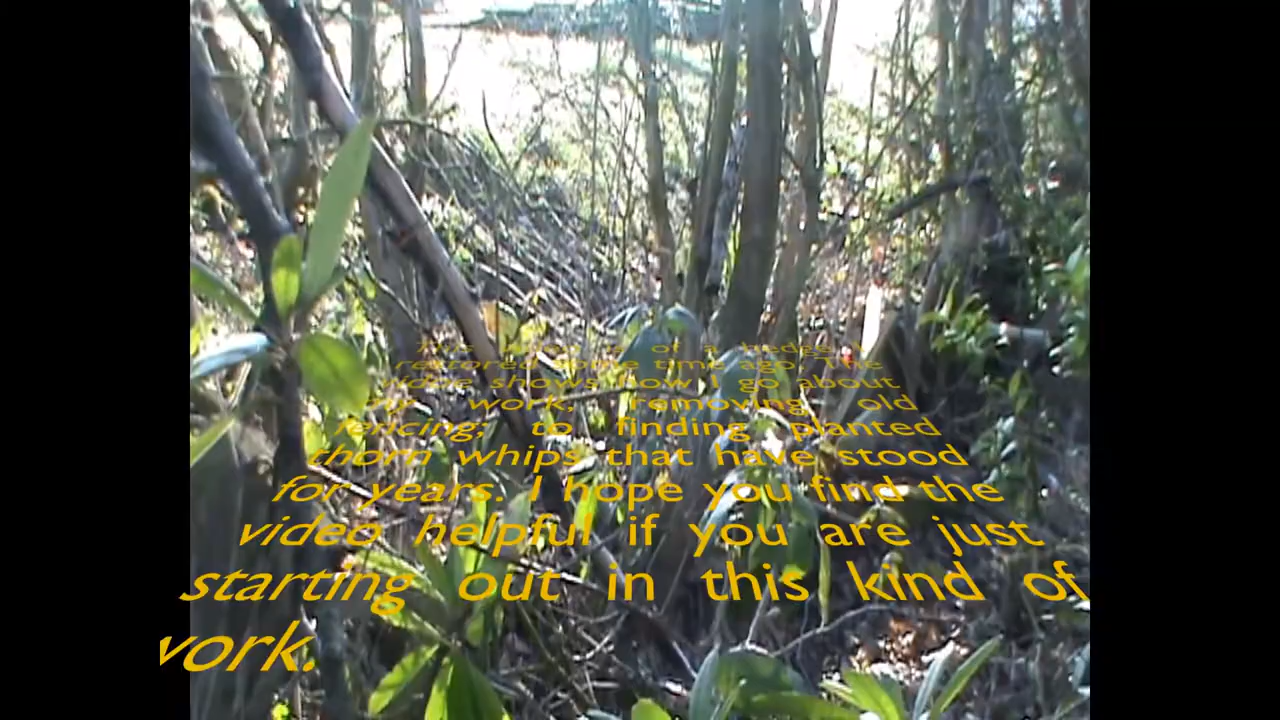 This video is of a hedge I
restored some time ago. The
video shows how I go about
my work, removing old
fencing; to finding planted
thorn whips that have stood
for years. I hope you find the
video helpful if you are just
starting out in this kind of
work.